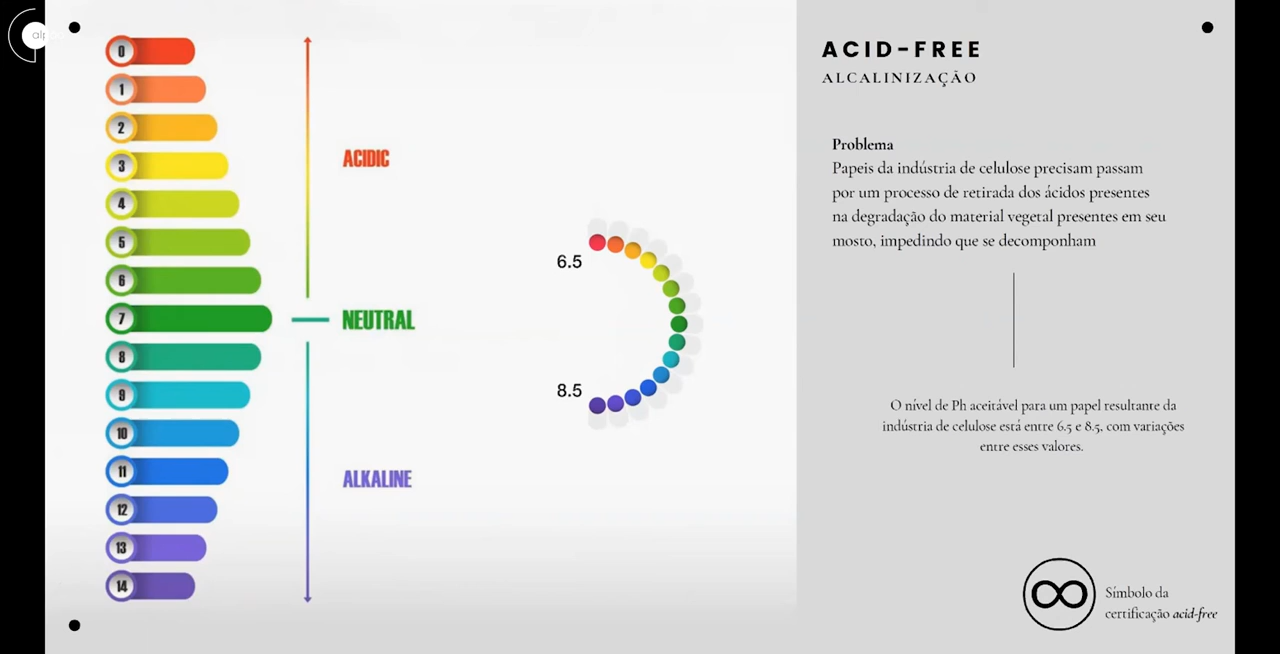 0
1
2
3
4
5
6
7
8
9
10
11
12
13
14
ACIDIC
NEUTRAL
ALKALINE
6.5
8.5
ACID-FREE
ALCALINIZAÇÃO
Problema
Papeis da indústria de celulose precisam passam
por um processo de retirada dos ácidos presentes
na degradação do material vegetal presentes em seu
mosto, impedindo que se decomponham
O nível de Ph aceitável para um papel resultante da
indústria de celulose está entre 6.5 e 8.5, com variações
entre esses valores.
Símbolo da
certificação acid-free